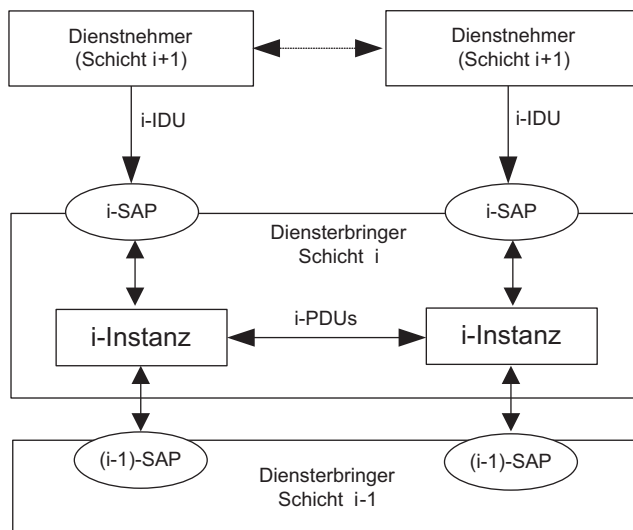 Dienstnehmer
(Schicht i+1)
Dienstnehmer
(Schicht i+1)
i-IDU
i-IDU
i-SAP
i-SAP
Diensterbringer
Schicht i
i-Instanz
i-PDUs
i-Instanz
(i-1)-SAP
(i-1)-SAP
Diensterbringer
Schicht i-1